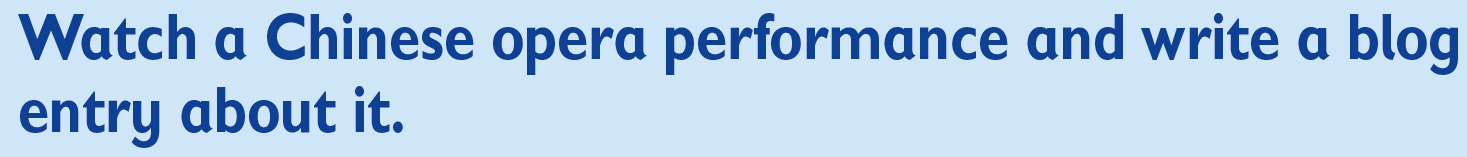 Watch a Chinese opera performance and write a blog
entry about it.